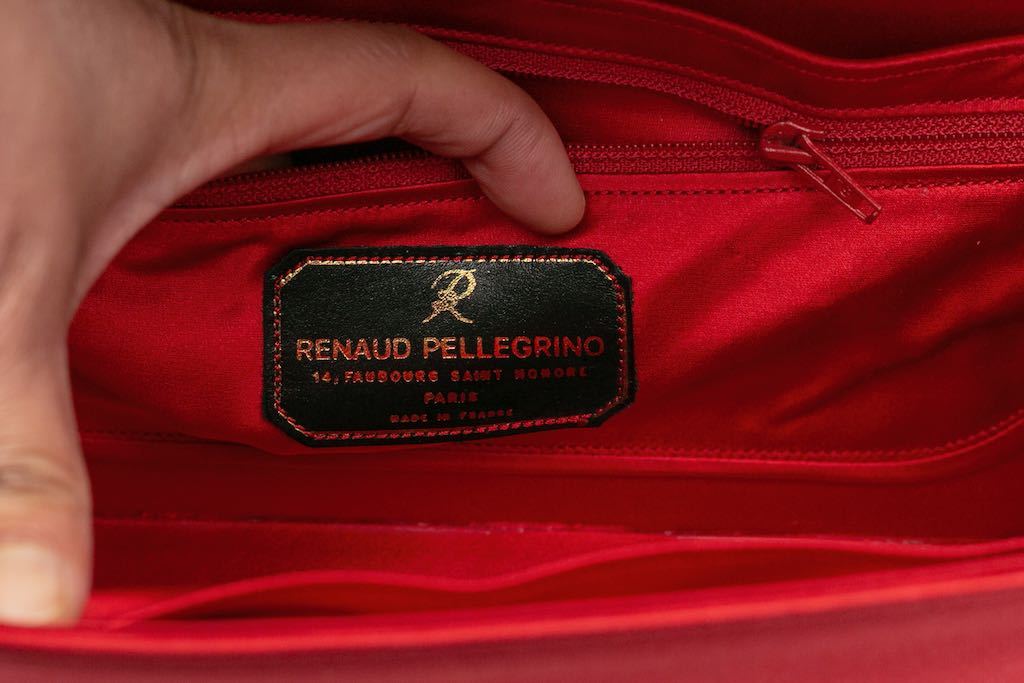 R
RENAUD PELLEGRINO
14, FAUBOURG SAINT HONORE
PARIS
MADE IN FRANCE